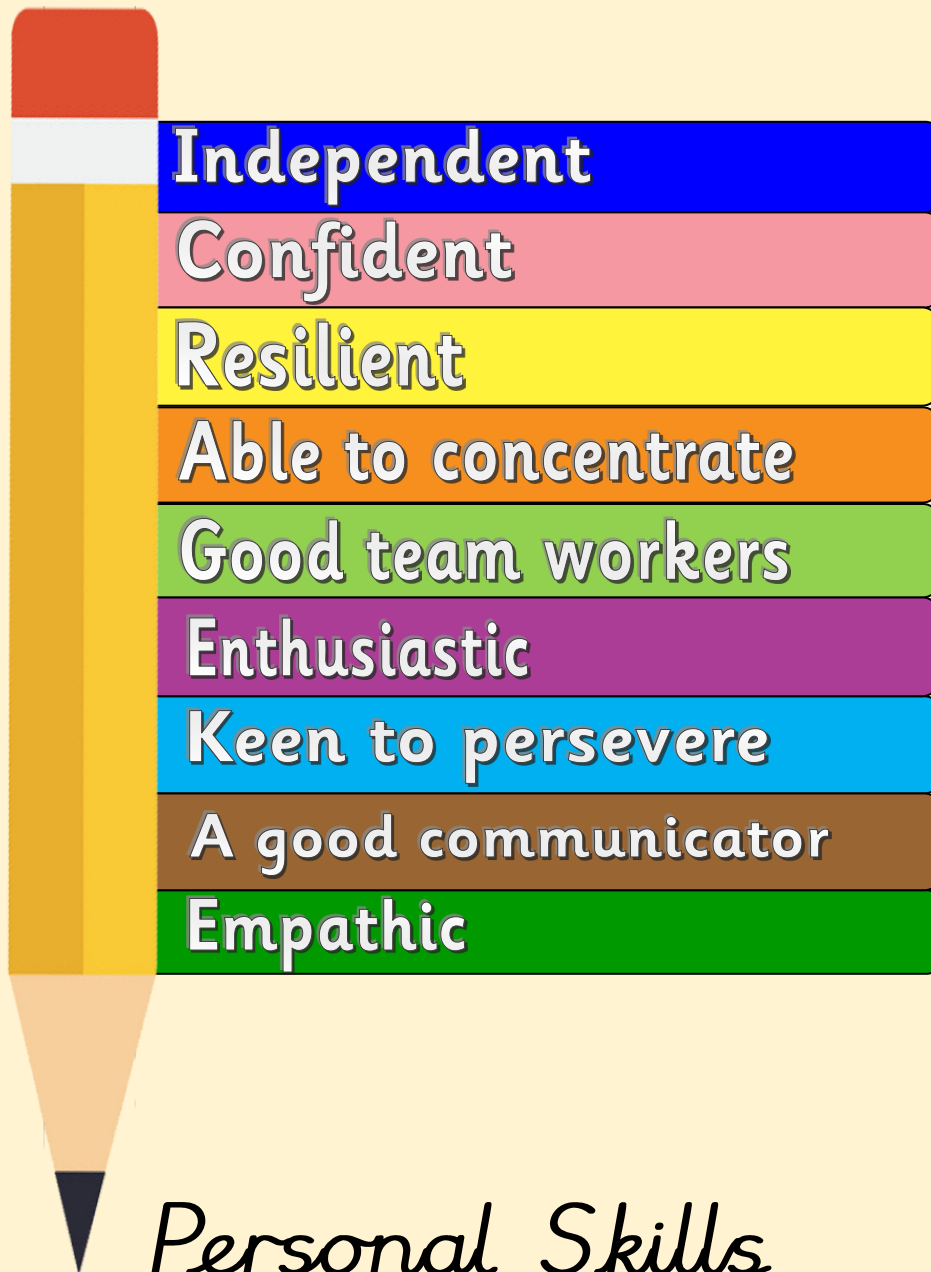 Independent
Confident
Resilient
Able to concentrate
Good team workers
Enthusiastic
Keen to persevere
A good communicator
Empathic
Personal Skills